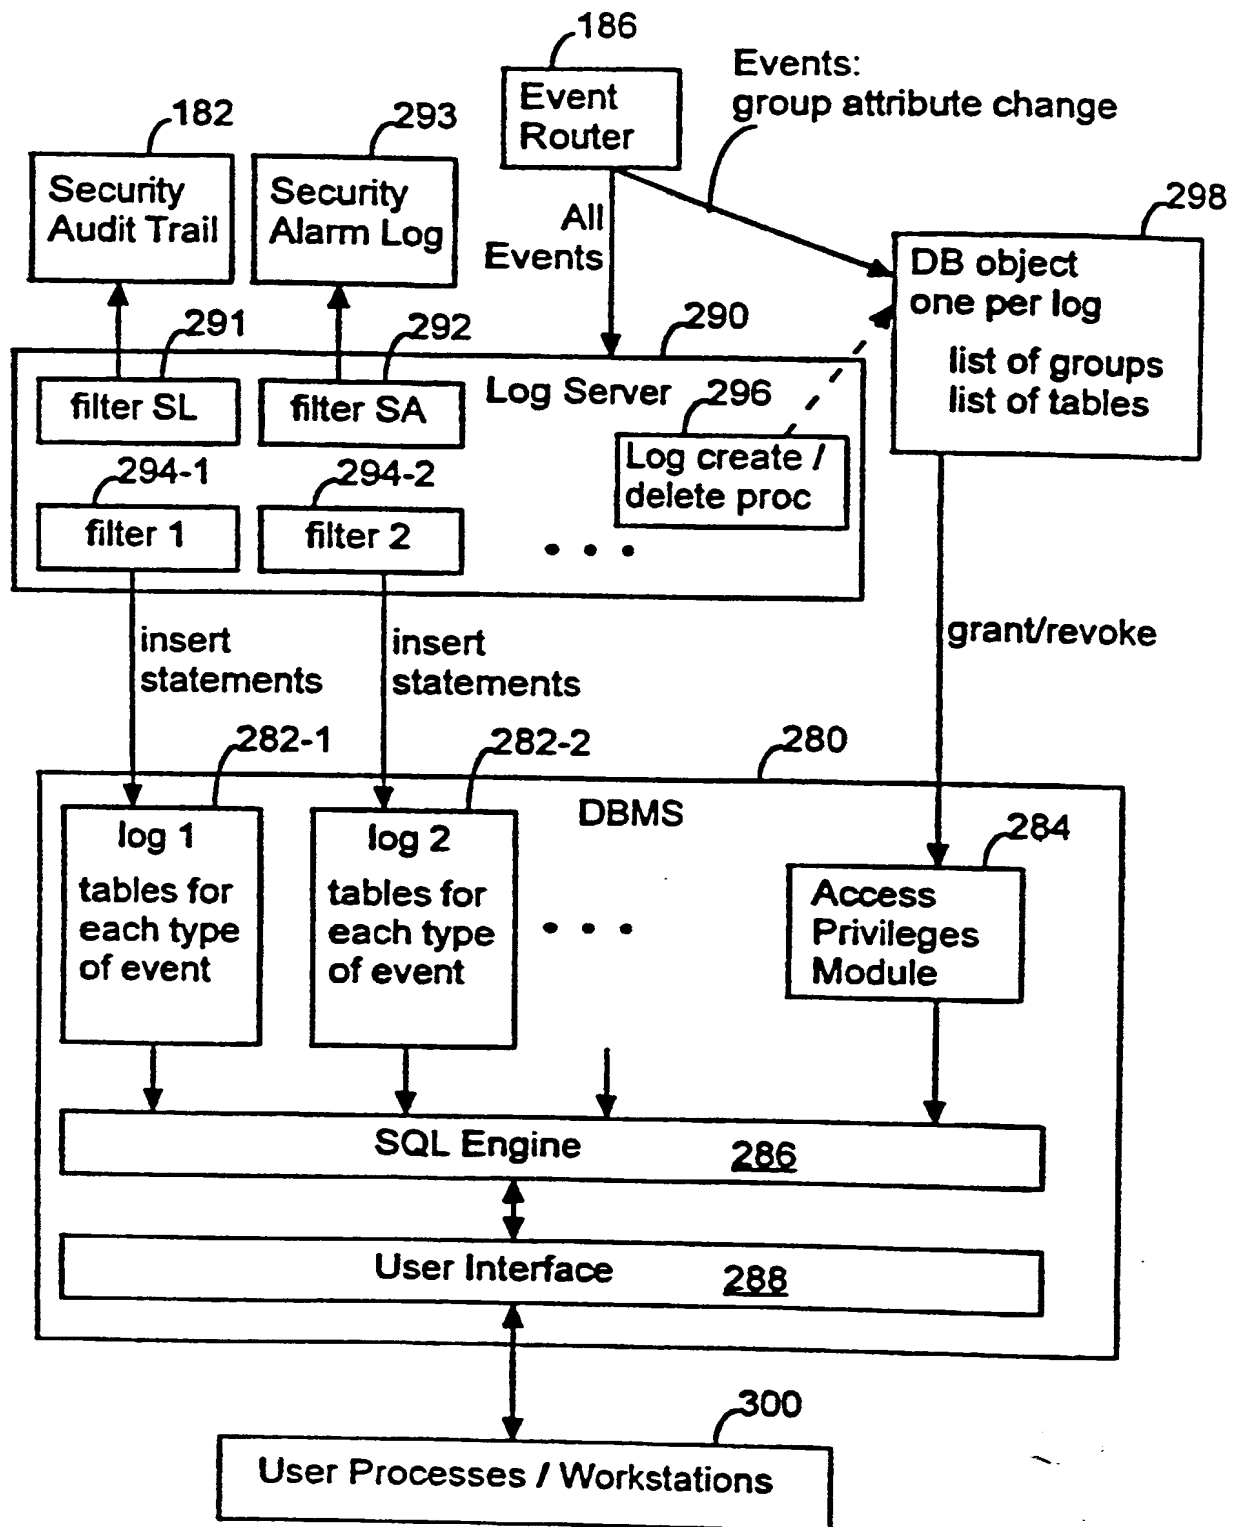 186
Events:
group attribute change
Event
Router
182
293
Security
Audit Trail
Security
Alarm Log
All
Events
298
DB object
one per log
list of groups
list of tables
291
292
290
filter SL
filter SA
Log Server
296
Log create /
delete proc
294-1
294-2
filter 1
filter 2
• • •
insert
statements
insert
statements
grant/revoke
282-1
282-2
280
DBMS
log 1
tables for
each type
of event
log 2
tables for
each type
of event
• • •
284
Access
Privileges
Module
SQL Engine 286
User Interface 288
300
User Processes / Workstations